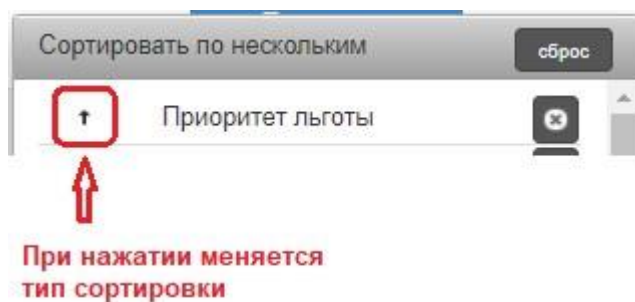 Сортировать по нескольким сброс
Приоритет льготы
При нажатии меняется
тип сортировки